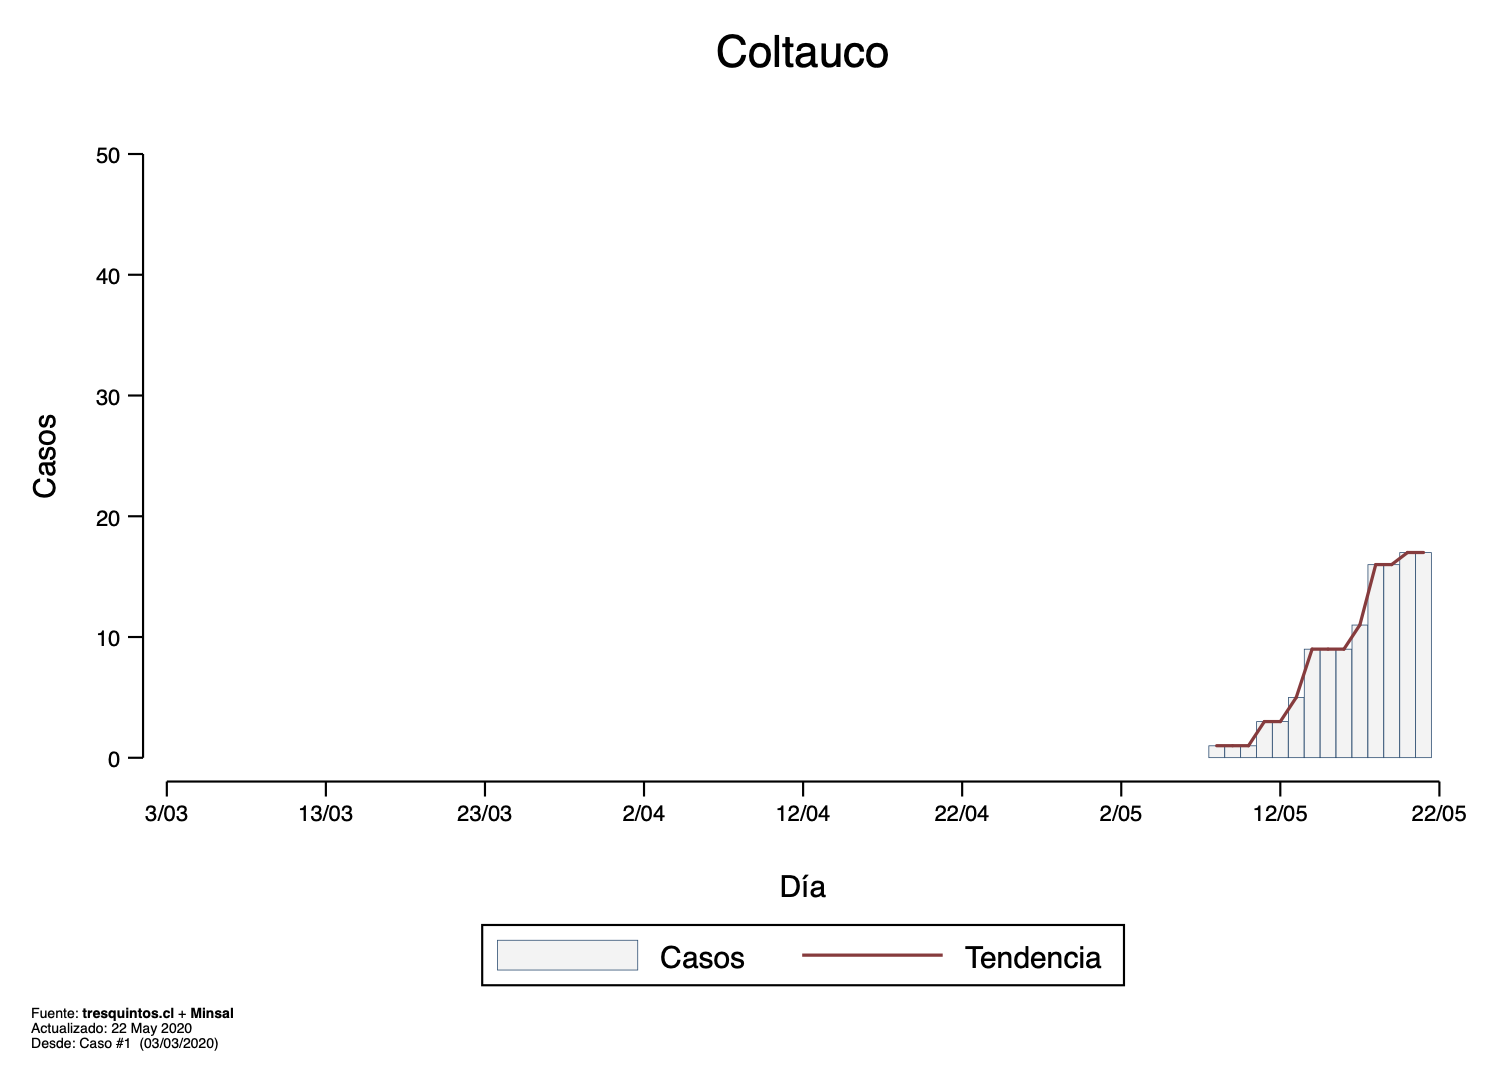 Coltauco
50
40
30
20
10
0
Casos
3/03 13/03 23/03 2/04 12/04 22/04 2/05 12/05 22/05
Día
Casos Tendencia
Fuente: tresquintos.cl + Minsal
Actualizado: 22 May 2020
Desde: Caso #1 (03/03/2020)